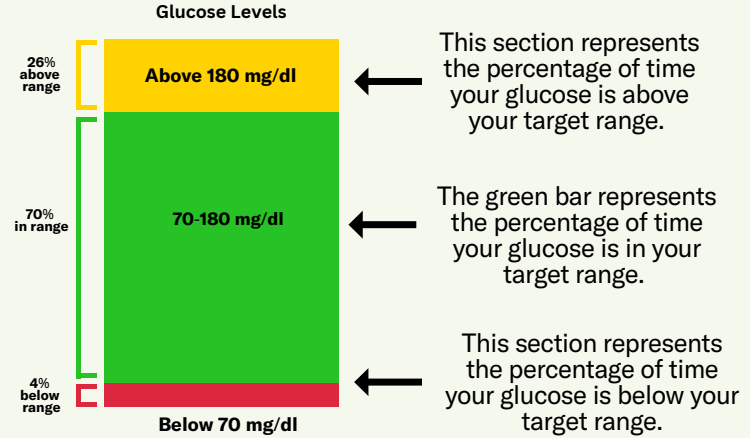 Glucose Levels
26%
above
range
Above 180 mg/dl
This section represents
the percentage of time
your glucose is above
your target range.
70%
in range
70-180 mg/dl
The green bar represents
the percentage of time
your glucose is in your
target range.
4%
below
range
Below 70 mg/dl
This section represents
the percentage of time
your glucose is below your
target range.